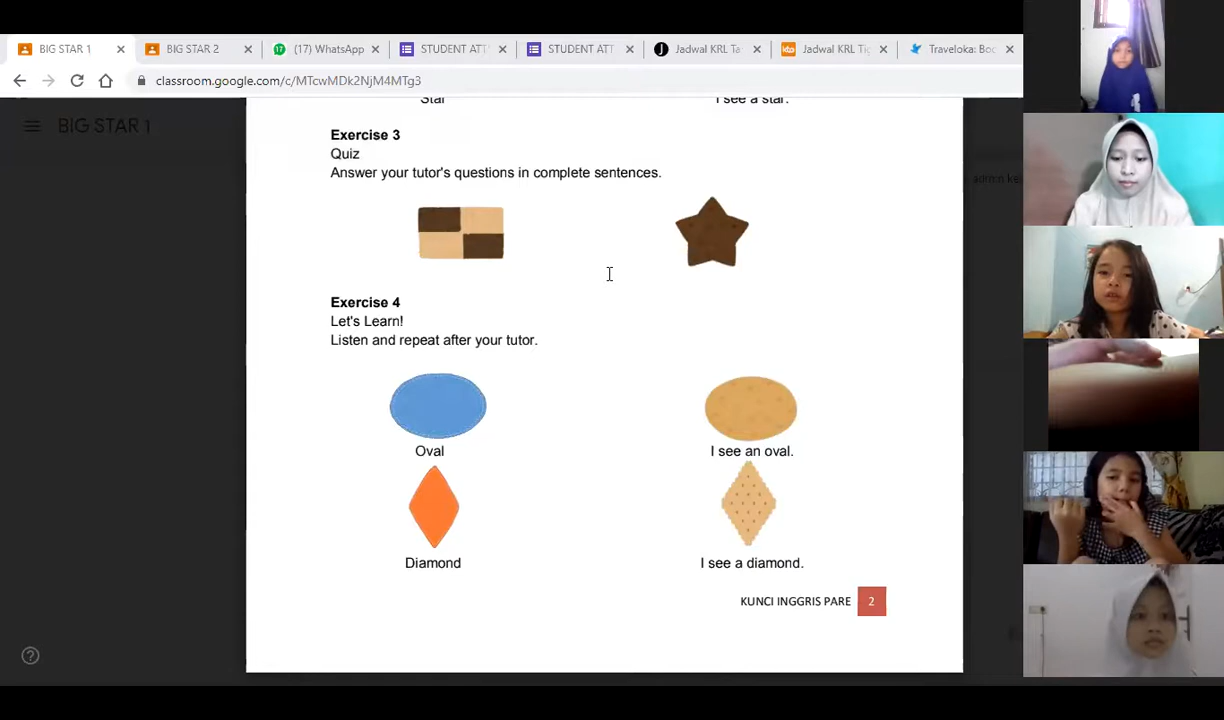 BIG STAR 1
BIG STAR 2
(17) WhatsApp
STUDENT ATT
STUDENT ATT
Jadwal KRL Ta
Jadwal KRL Tig
Traveloka: Boo
classroom.google.com/c/MTcwMDk2NjM4MTg3
BIG STAR 1
Star
I see a star.
Exercise 3
Quiz
Answer your tutor's questions in complete sentences.
Exercise 4
Let's Learn!
Listen and repeat after your tutor.
Oval
I see an oval.
Diamond
I see a diamond.
KUNCI INGGRIS PARE 2